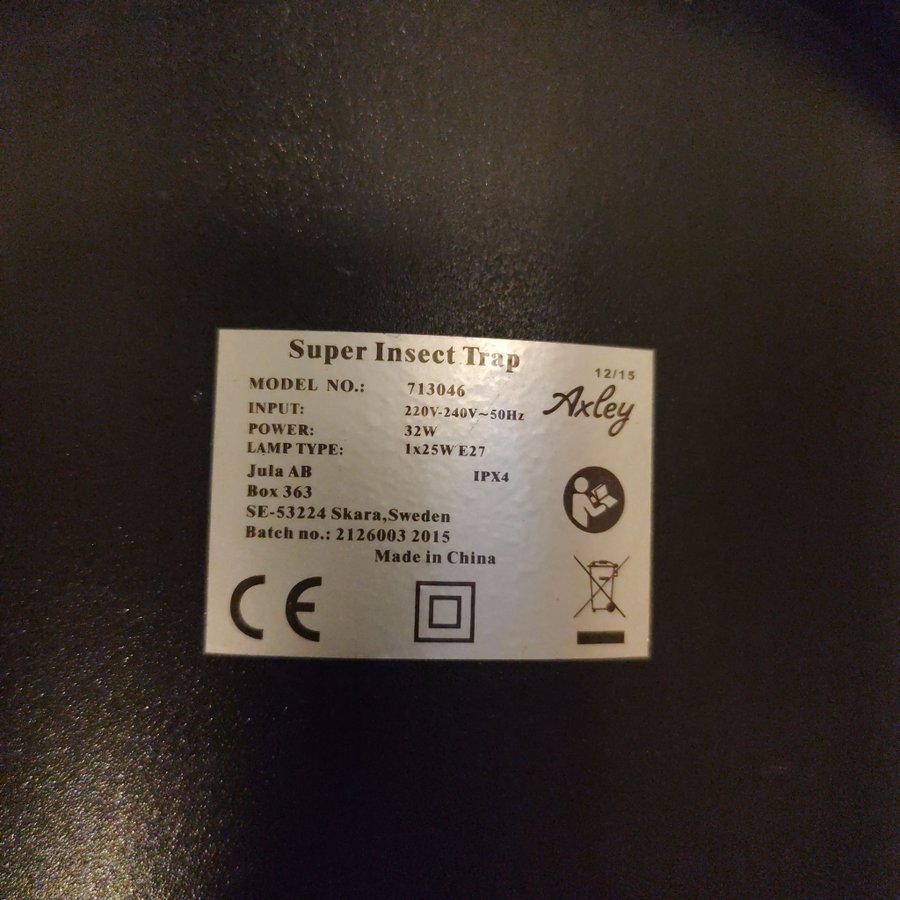 Super Insect Trap
12/15
Axley
MODEL NO.: 713046
INPUT: 220V-240V~50Hz
POWER: 32W
LAMP TYPE: 1x25W E27
Jula AB IPX4
Box 363
SE-53224 Skara,Sweden
Batch no.: 2126003 2015
Made in China
CE